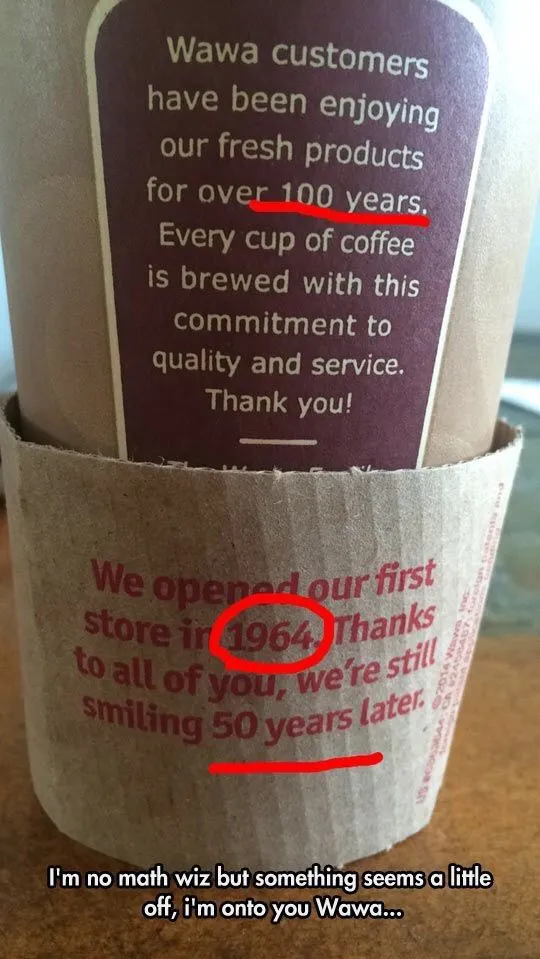 Wawa customers
have been enjoying
our fresh products
for over 100 years.
Every cup of coffee
is brewed with this
commitment to
quality and service.
Thank you!
We opened our first
store in 1964. Thanks
to all of you, we're still
smiling 50 years later.
I'm no math wiz but something seems a little
off, i'm onto you Wawa...